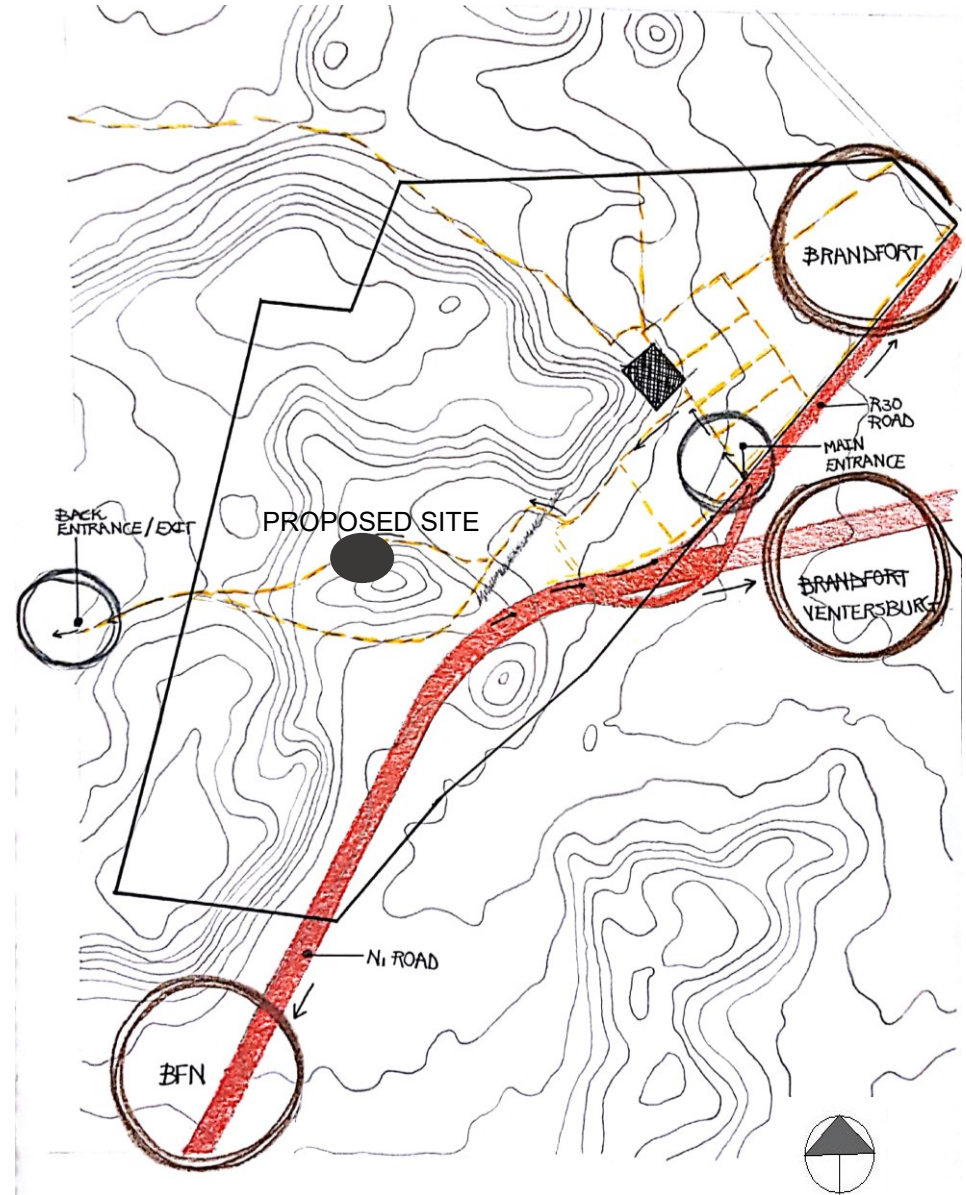 BRANDFORT
R30
ROAD
MAIN
ENTRANCE
BACK
ENTRANCE/EXIT
PROPOSED SITE
BRANDFORT
VENTERSBURG
N1 ROAD
BFN